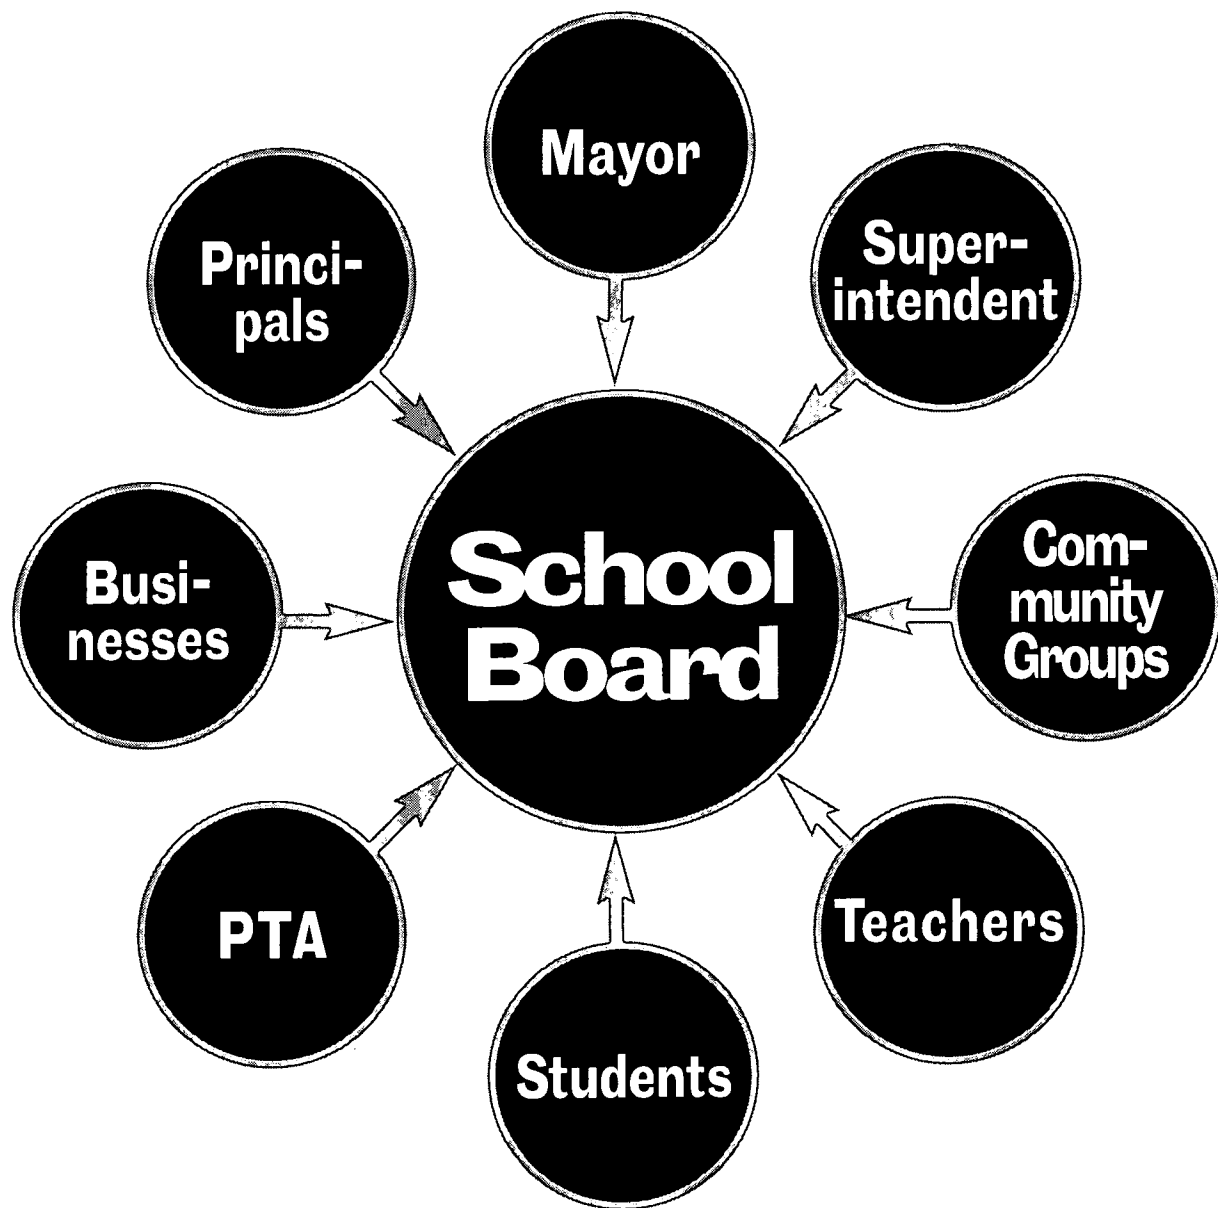 Mayor
Super-
intendent
Com-
munity
Groups
Teachers
Students
PTA
Busi-
nesses
Princi-
pals
School
Board